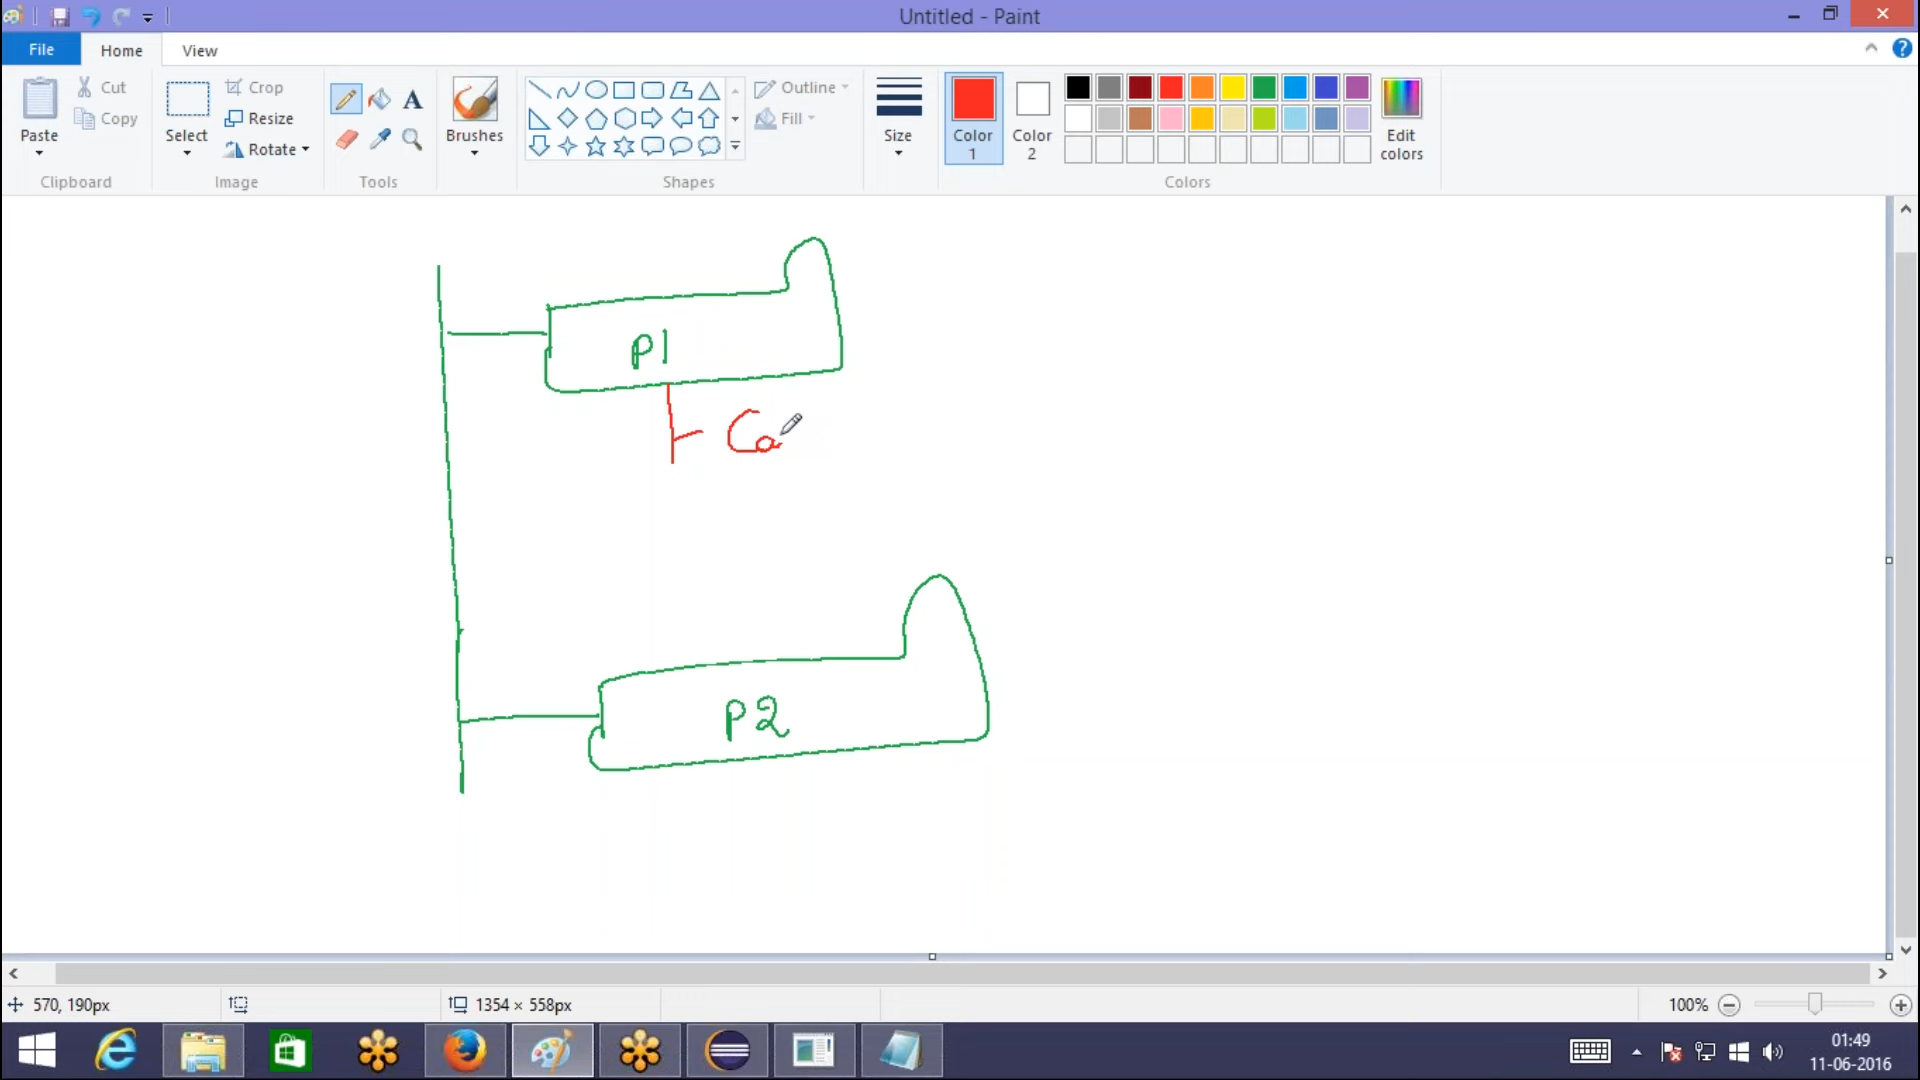 Untitled - Paint
File
Home
View
Paste
Cut
Copy
Clipboard
Select
Crop
Resize
Rotate
Image
A
Tools
Brushes
Outline
Fill
Shapes
Size
Color 1
Color 2
Edit colors
Colors
P1
Ca
P2
570, 190px
1354 × 558px
100%
01:49
11-06-2016